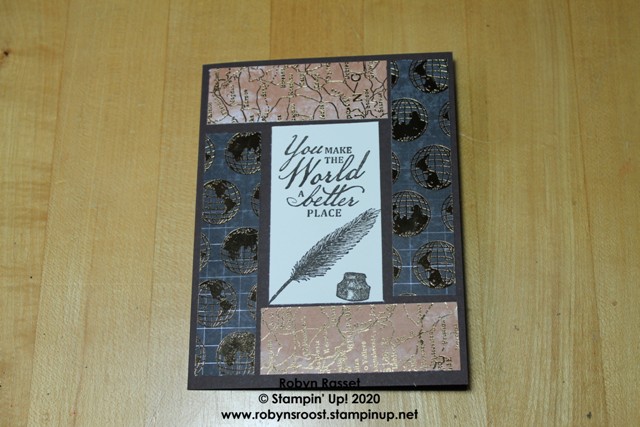 You MAKE
THE
World
A
better
PLACE
Robyn Rasset
© Stampin' Up! 2020
www.robynsroost.stampinup.net